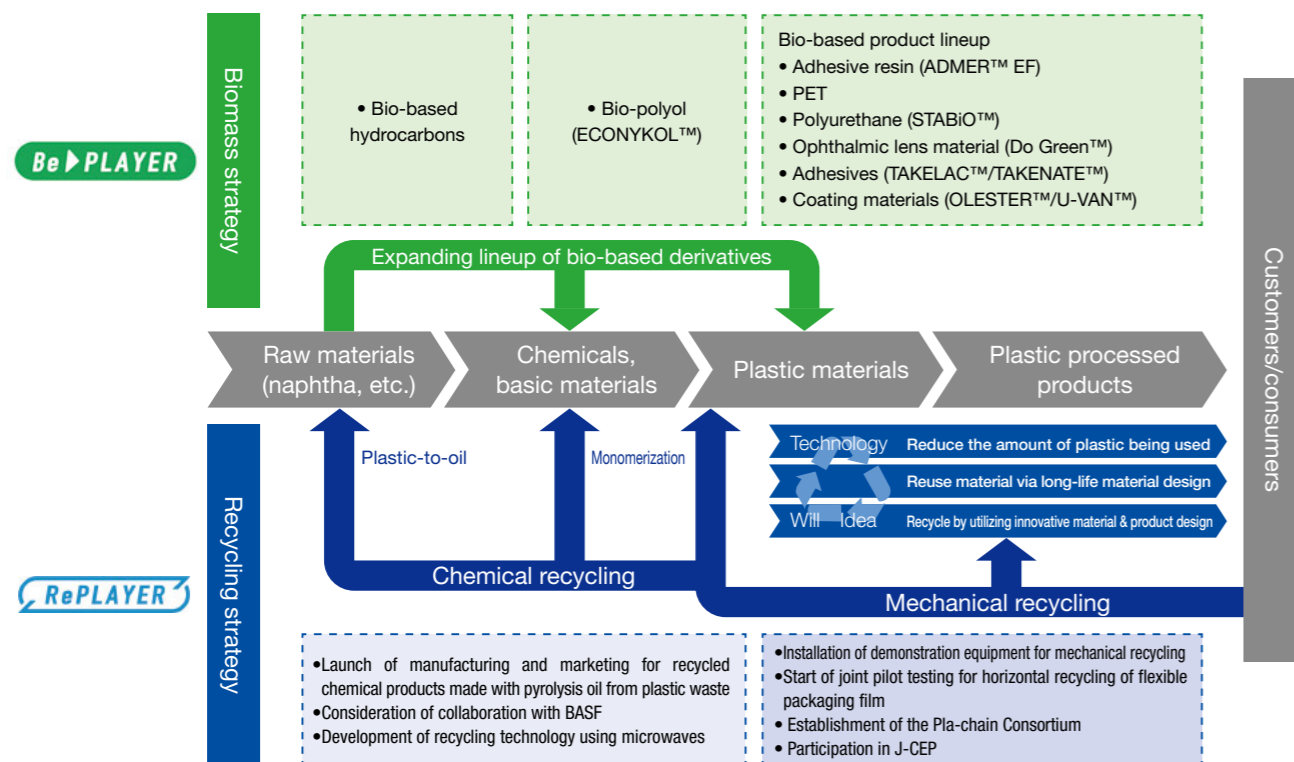 Be PLAYER
Biomass strategy
• Bio-based
hydrocarbons
• Bio-polyol
(ECONYKOL™)
Bio-based product lineup
• Adhesive resin (ADMER™ EF)
• PET
• Polyurethane (STABiO™)
• Ophthalmic lens material (Do Green™)
• Adhesives (TAKELAC™/TAKENATE™)
• Coating materials (OLESTER™/U-VAN™)
Expanding lineup of bio-based derivatives
Raw materials
(naphtha, etc.)
Chemicals,
basic materials
Plastic materials
Plastic processed
products
Customers/consumers
RePLAYER
Recycling strategy
Plastic-to-oil
Monomerization
Technology
Reduce the amount of plastic being used
Reuse material via long-life material design
Will Idea
Recycle by utilizing innovative material & product design
Chemical recycling
Mechanical recycling
•Launch of manufacturing and marketing for recycled
chemical products made with pyrolysis oil from plastic waste
•Consideration of collaboration with BASF
•Development of recycling technology using microwaves
•Installation of demonstration equipment for mechanical recycling
•Start of joint pilot testing for horizontal recycling of flexible
packaging film
• Establishment of the Pla-chain Consortium
• Participation in J-CEP